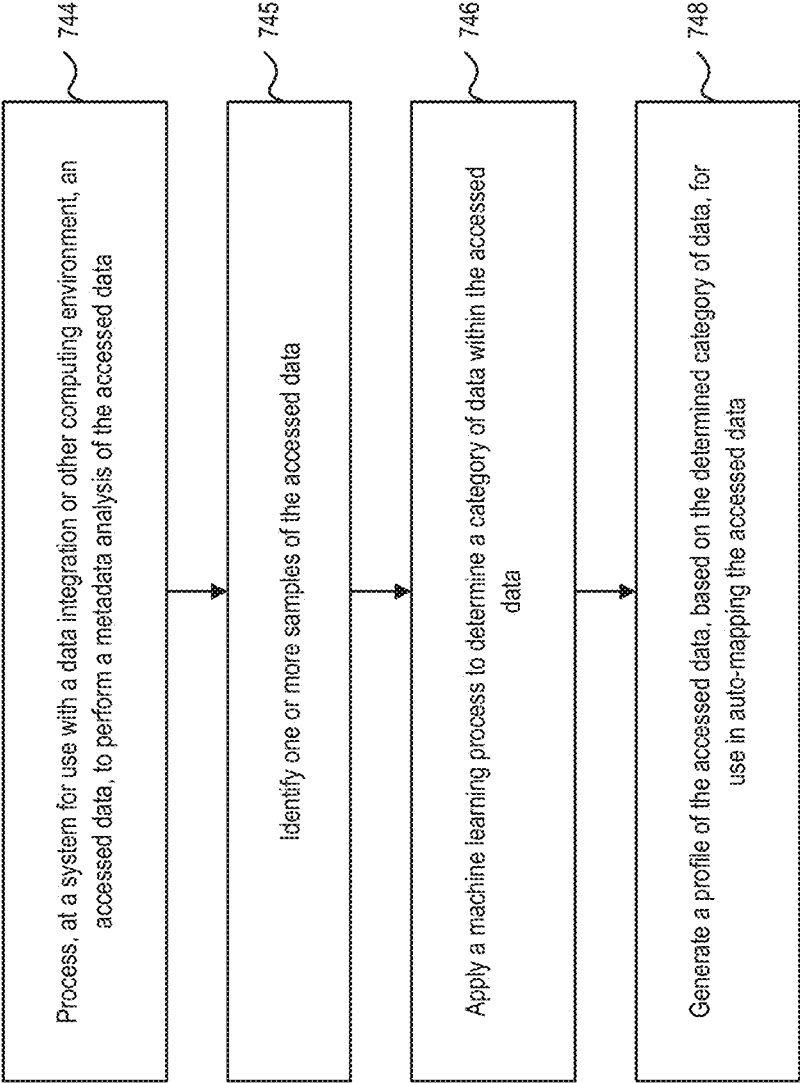 744
Process, at a system for use with a data integration or other computing environment, an
accessed data, to perform a metadata analysis of the accessed data
745
Identify one or more samples of the accessed data
746
Apply a machine learning process to determine a category of data within the accessed
data
748
Generate a profile of the accessed data, based on the determined category of data, for
use in auto-mapping the accessed data